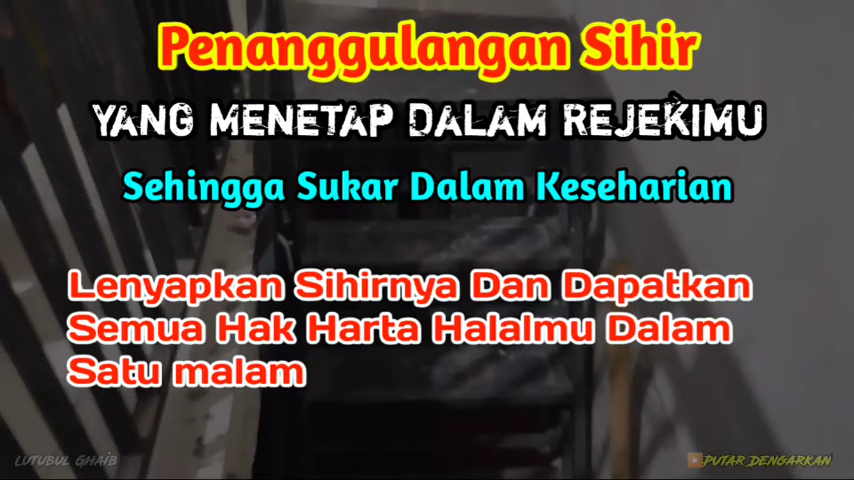 Penanggulangan Sihir
YANG MENETAP DALAM REJEKIMU
Sehingga Sukar Dalam Keseharian
Lenyapkan Sihirnya Dan Dapatkan
Semua Hak Harta Halalmu Dalam
Satu malam
LUTUBUL GHAIB
PUTAR DENGARKAN